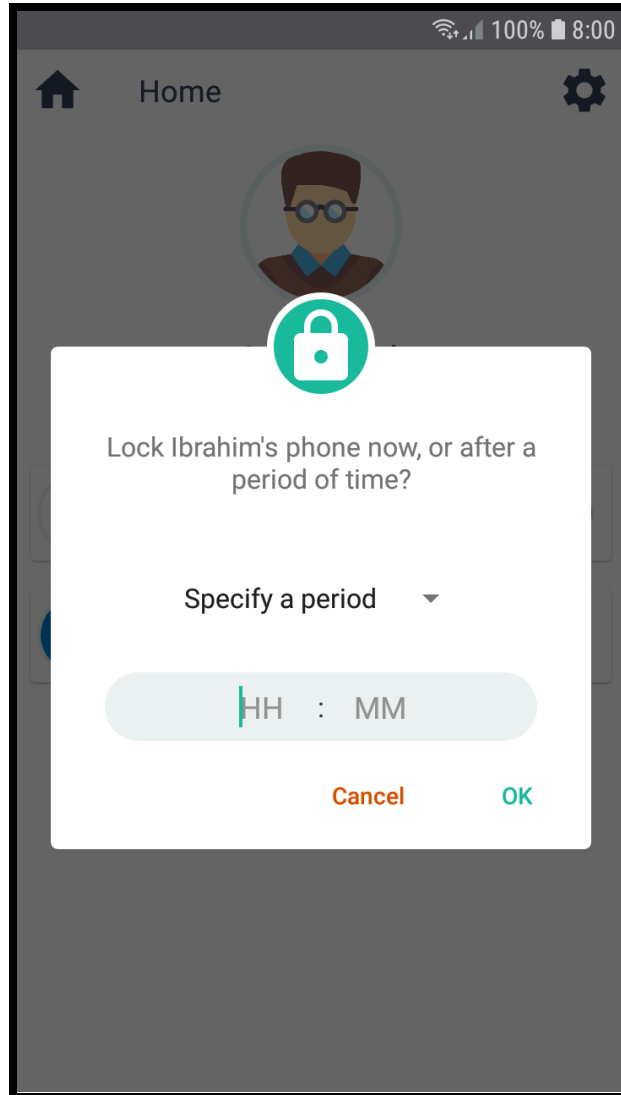 100% 8:00
Home
Lock Ibrahim's phone now, or after a
period of time?
Specify a period
HH : MM
Cancel OK